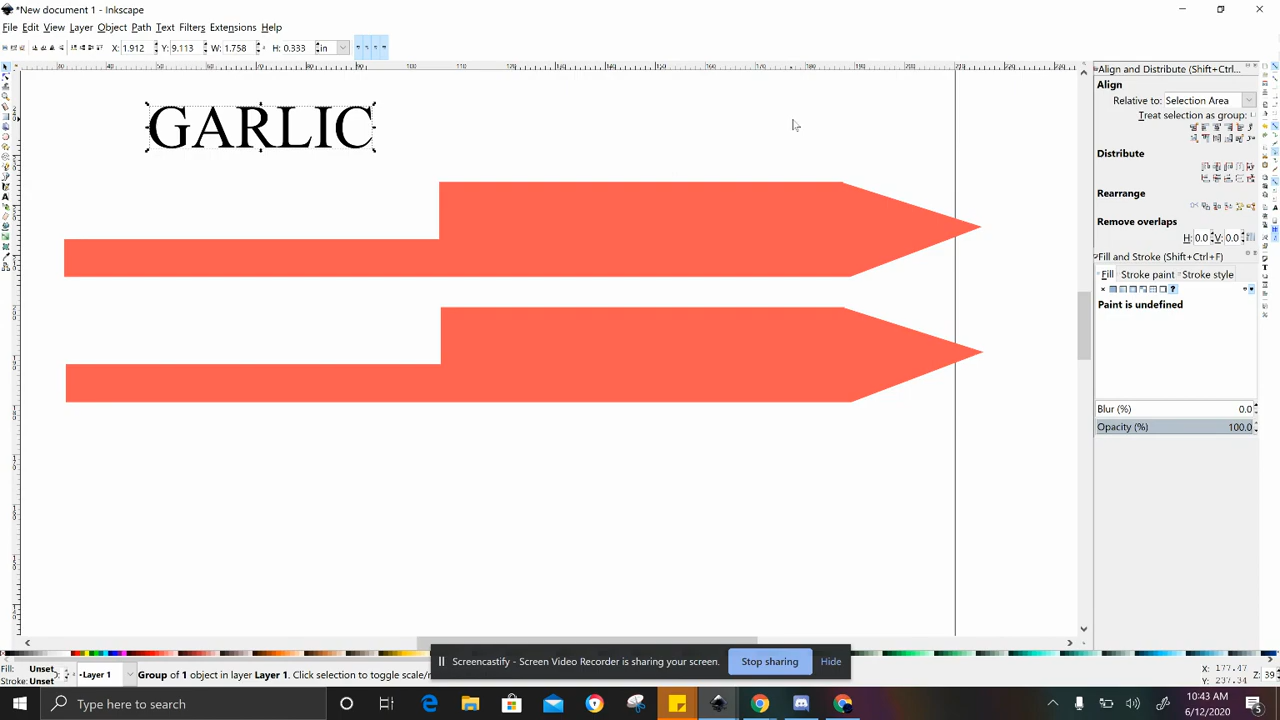 *New document 1 - Inkscape
File Edit View Layer Object Path Text Filters Extensions Help
X: 1.912 Y: 9.113 W: 1.758 H: 0.333 in
GARLIC
Align and Distribute (Shift+Ctrl...
Align
Relative to: Selection Area
Treat selection as group:
Distribute
Rearrange
Remove overlaps
H: 0.0 V: 0.0
Fill and Stroke (Shift+Ctrl+F)
Fill Stroke paint Stroke style
Paint is undefined
Blur (%) 0.0
Opacity (%) 100.0
Screencastify - Screen Video Recorder is sharing your screen. Stop sharing Hide
Fill: Unset
Stroke: Unset
O:
Layer 1
Group of 1 object in layer Layer 1. Click selection to toggle scale/r
X: 177.47
Y: 237.34
Z: 39
Type here to search
10:43 AM
6/12/2020